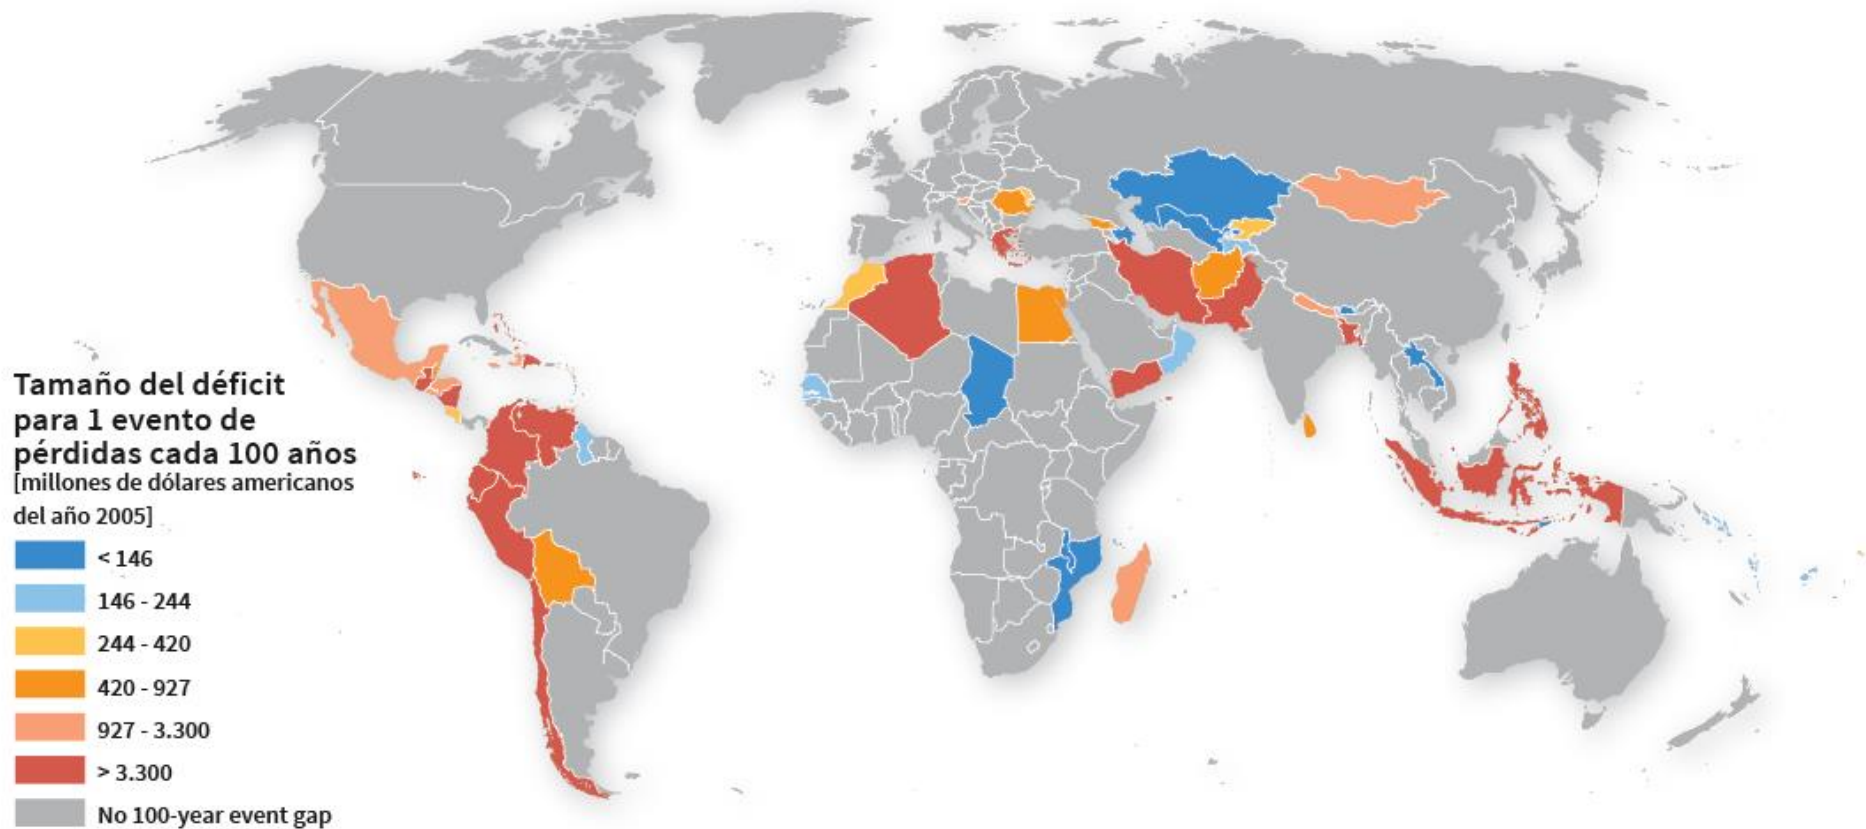 Tamaño del déficit
para 1 evento de
pérdidas cada 100 años
[millones de dólares americanos
del año 2005]
< 146
146 - 244
244 - 420
420 - 927
927 - 3.300
> 3.300
No 100-year event gap